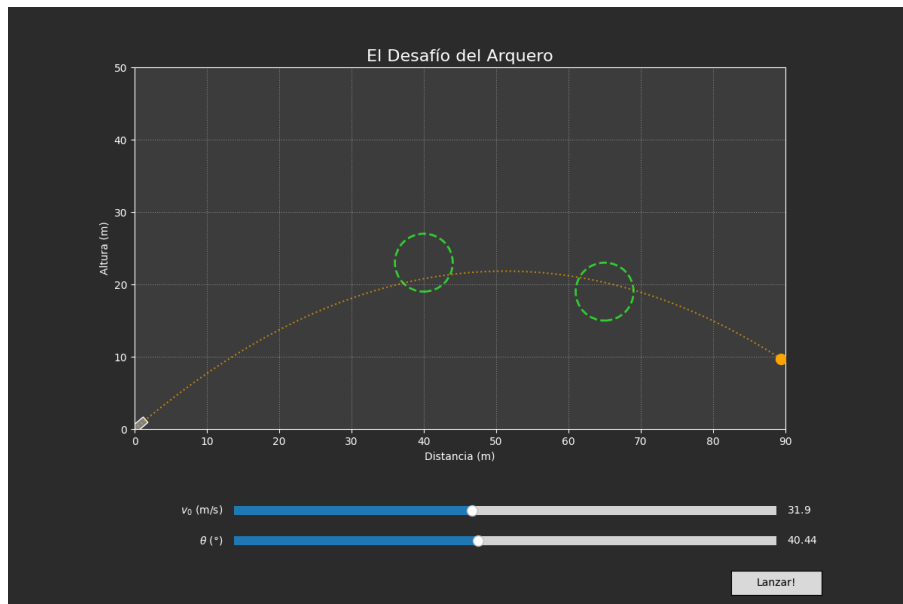 El Desafío del Arquero
50
40
30
20
10
0
Altura (m)
0 10 20 30 40 50 60 70 80 90
Distancia (m)
v₀ (m/s) 31.9
θ (°) 40.44
Lanzar!